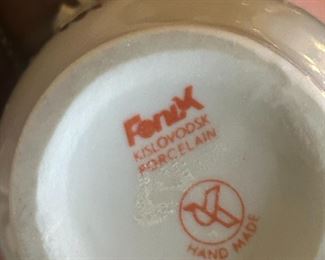 Fenix
KISLOVODSK
PORCELAIN
HAND MADE